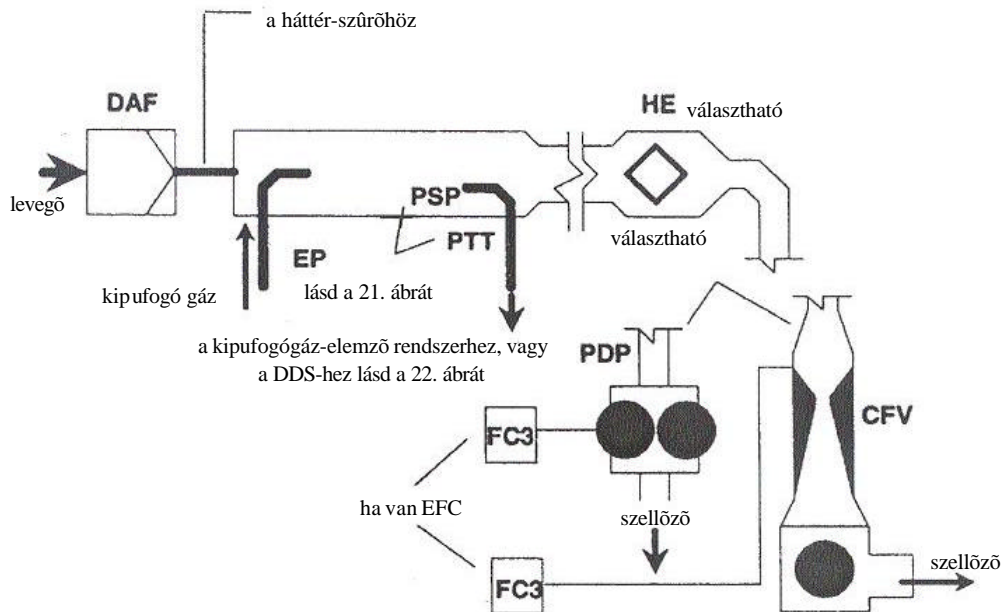 a háttér-szûrõhöz
DAF
HE választható
levegõ
PSP
választható
PTT
EP
kipufogó gáz
lásd a 21. ábrát
a kipufogógáz-elemzõ rendszerhez, vagy
a DDS-hez lásd a 22. ábrát
PDP
CFV
FC3
ha van EFC
szellõzõ
szellõzõ
FC3